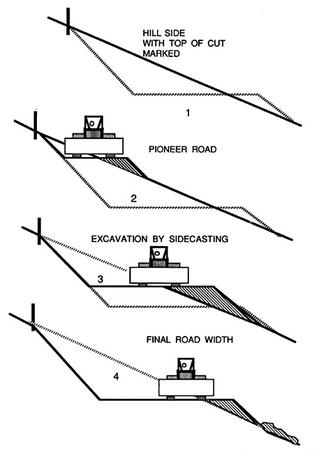 HILL SIDE
WITH TOP OF CUT
MARKED
1
PIONEER ROAD
2
EXCAVATION BY SIDECASTING
3
FINAL ROAD WIDTH
4